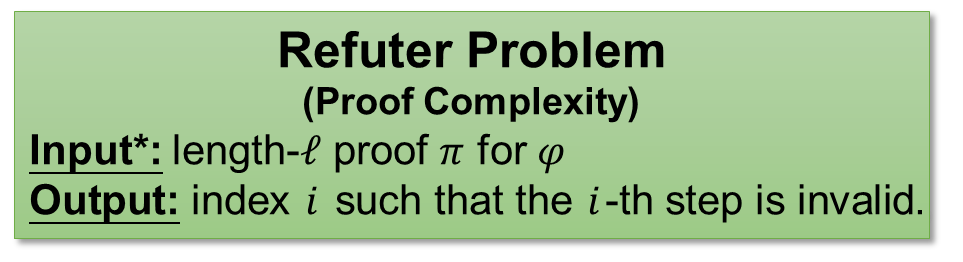 Refuter Problem
(Proof Complexity)
Input*: length-ℓ proof π for φ
Output: index i such that the i-th step is invalid.